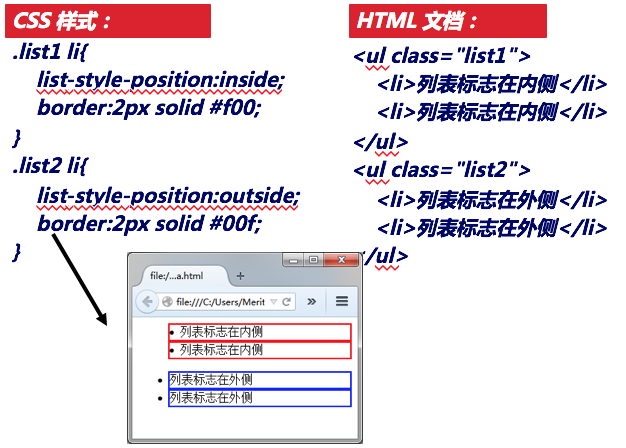 CSS 样式：
.list1 li{
list-style-position:inside;
border:2px solid #f00;
}
.list2 li{
list-style-position:outside;
border:2px solid #00f;
}
HTML 文档：
<ul class="list1">
<li>列表标志在内侧</li>
<li>列表标志在内侧</li>
</ul>
<ul class="list2">
<li>列表标志在外侧</li>
<li>列表标志在外侧</li>
/ul>
file:/...a.html
file:///C:/Users/Merit
• 列表标志在内侧
• 列表标志在内侧
• 列表标志在外侧
• 列表标志在外侧